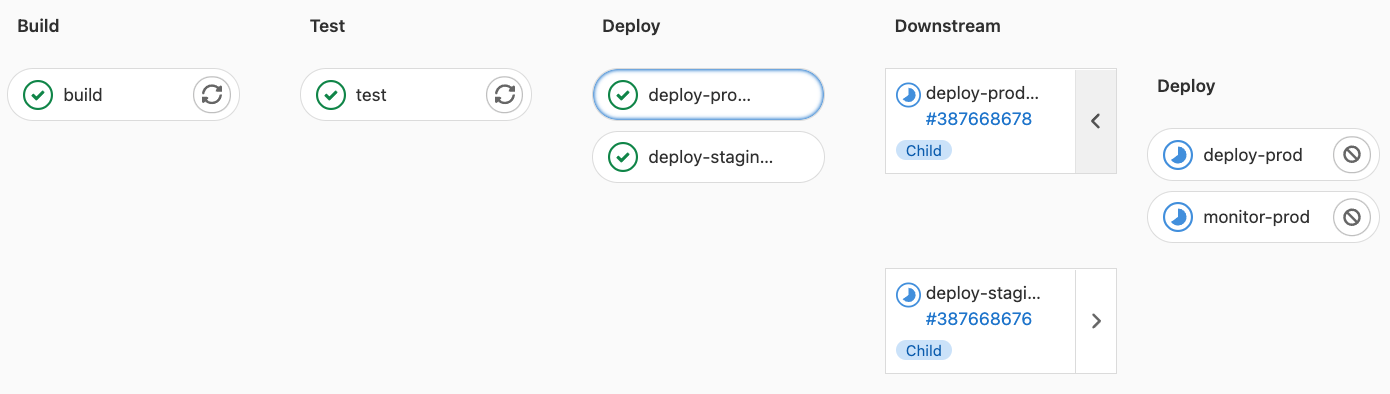 Build
build
Test
test
Deploy
deploy-pro...
deploy-stagin...
Downstream
deploy-prod...
#387668678
Child
deploy-stagi...
#387668676
Child
Deploy
deploy-prod
monitor-prod